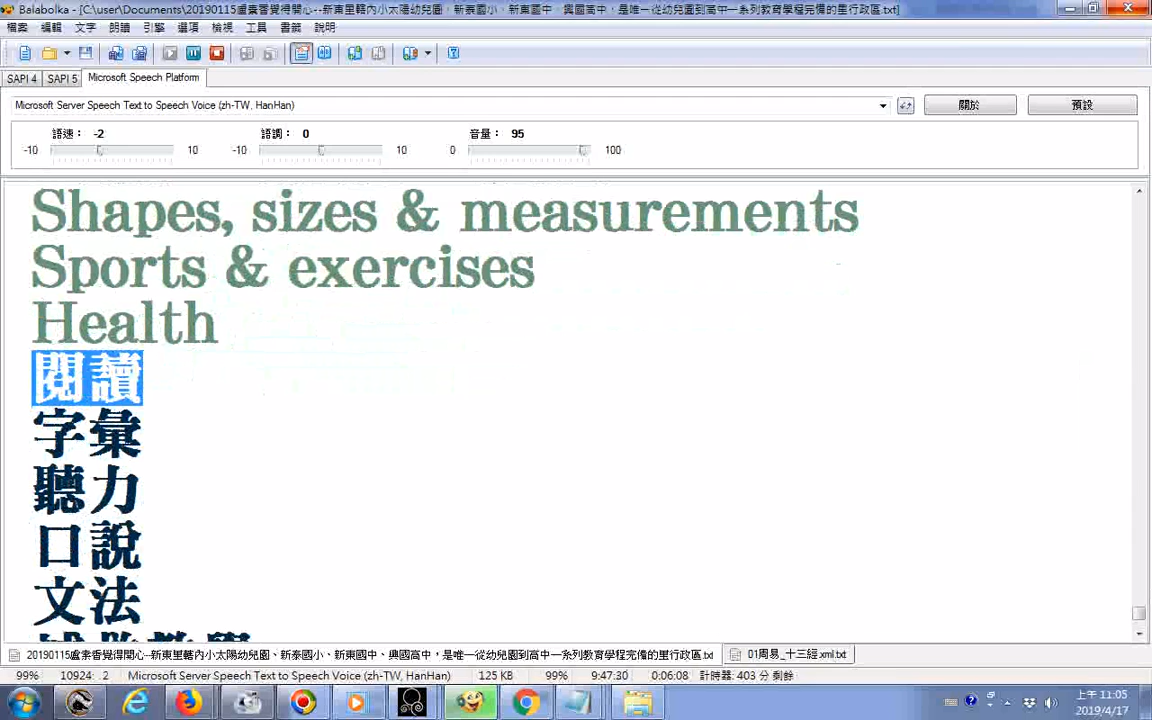 Balabolka - [C:\user\Documents\20190115盧素香覺得開心--新東里轄內小太陽幼兒園，新泰國小、新東國中、興國高中，是唯一從幼兒園到高中一系列教育學程完備的里行政區.txt]
檔案 編輯 文字 朗讀 引擎 選項 檢視 工具 書籤 說明
SAPI 4 SAPI 5 Microsoft Speech Platform
Microsoft Server Speech Text to Speech Voice (zh-TW, HanHan) 關於 預設
語速： -2 語調： 0 音量： 95
-10 10 -10 10 0 100
Shapes, sizes & measurements
Sports & exercises
Health
閱讀
字彙
聽力
口說
文法
20190115盧素香覺得開心--新東里轄內小太陽幼兒園、新泰國小、新東國中、興國高中，是唯一從幼兒園到高中一系列教育學程完備的里行政區.txt 01周易_十三經.xml.txt
99% 10924: 2 Microsoft Server Speech Text to Speech Voice (zh-TW, HanHan) 125 KB 99% 9:47:30 0:06:08 計時器: 403 分 剩餘
上午 11:05
2019/4/17